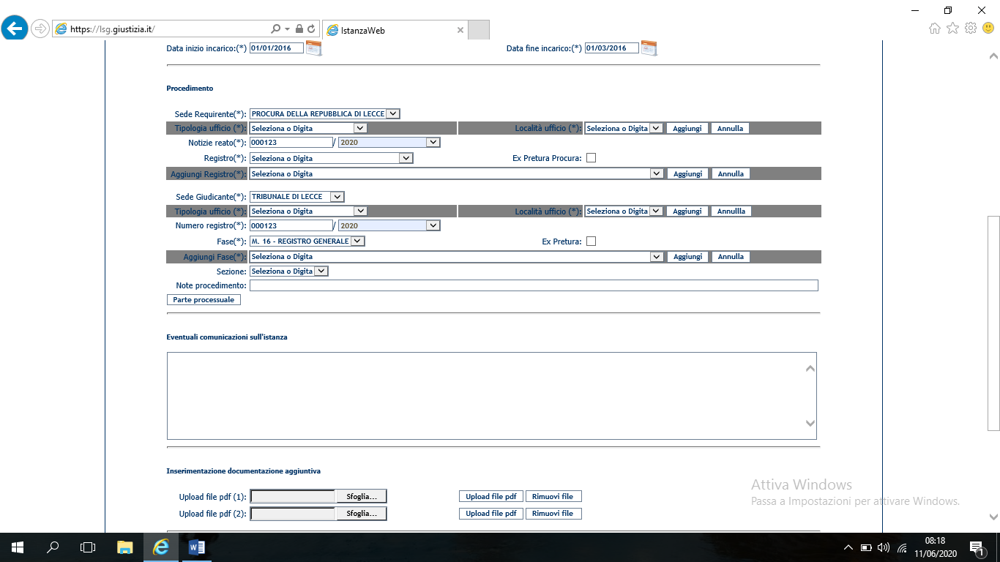 https://lsg.giustizia.it/
IstanzaWeb
Data inizio incarico:(*) 01/01/2016 Data fine incarico:(*) 01/03/2016
Procedimento
Sede Requirente(*): PROCURA DELLA REPUBBLICA DI LECCE
Tipologia ufficio (*): Seleziona o Digita Località ufficio (*): Seleziona o Digita Aggiungi Annulla
Notizie reato(*): 000123 / 2020
Registro(*): Seleziona o Digita Ex Pretura Procura:
Aggiungi Registro(*): Seleziona o Digita Aggiungi Annulla
Sede Giudicante(*): TRIBUNALE DI LECCE
Tipologia ufficio (*): Seleziona o Digita Località ufficio (*): Seleziona o Digita Aggiungi Annullla
Numero registro(*): 000123 / 2020
Fase(*): M. 16 - REGISTRO GENERALE Ex Pretura:
Aggiungi Fase(*): Seleziona o Digita Aggiungi Annulla
Sezione: Seleziona o Digita
Note procedimento:
Parte processuale
Eventuali comunicazioni sull'istanza
Inserimentazione documentazione aggiuntiva
Upload file pdf (1): Sfoglia... Upload file pdf Rimuovi file
Upload file pdf (2): Sfoglia... Upload file pdf Rimuovi file
Attiva Windows
Passa a Impostazioni per attivare Windows.
08:18
11/06/2020
1